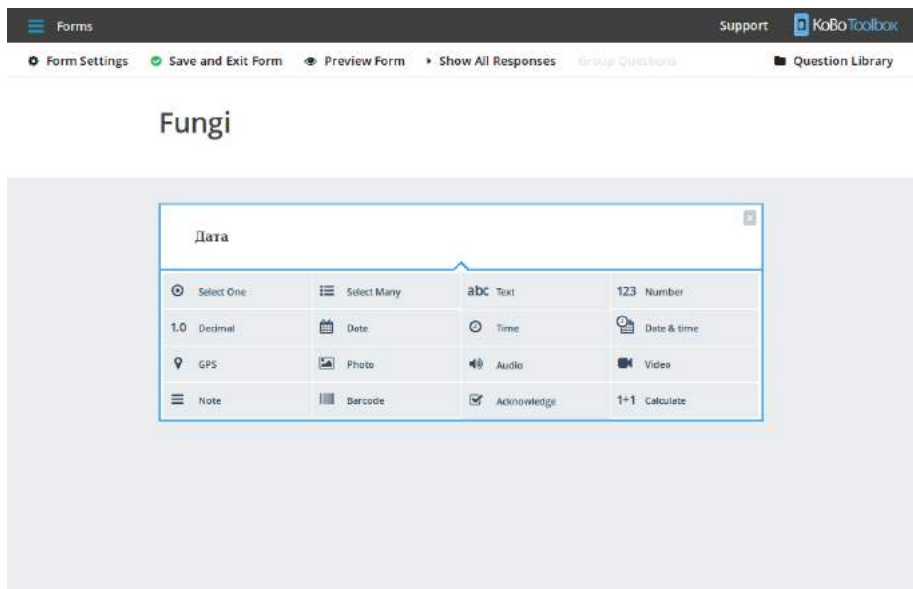 Forms Support KoBoToolbox
Form Settings Save and Exit Form Preview Form Show All Responses Group Questions Question Library
Fungi
Дата
Select One Select Many abc Text 123 Number
1.0 Decimal Date Time Date & time
GPS Photo Audio Video
Note Barcode Acknowledge 1+1 Calculate